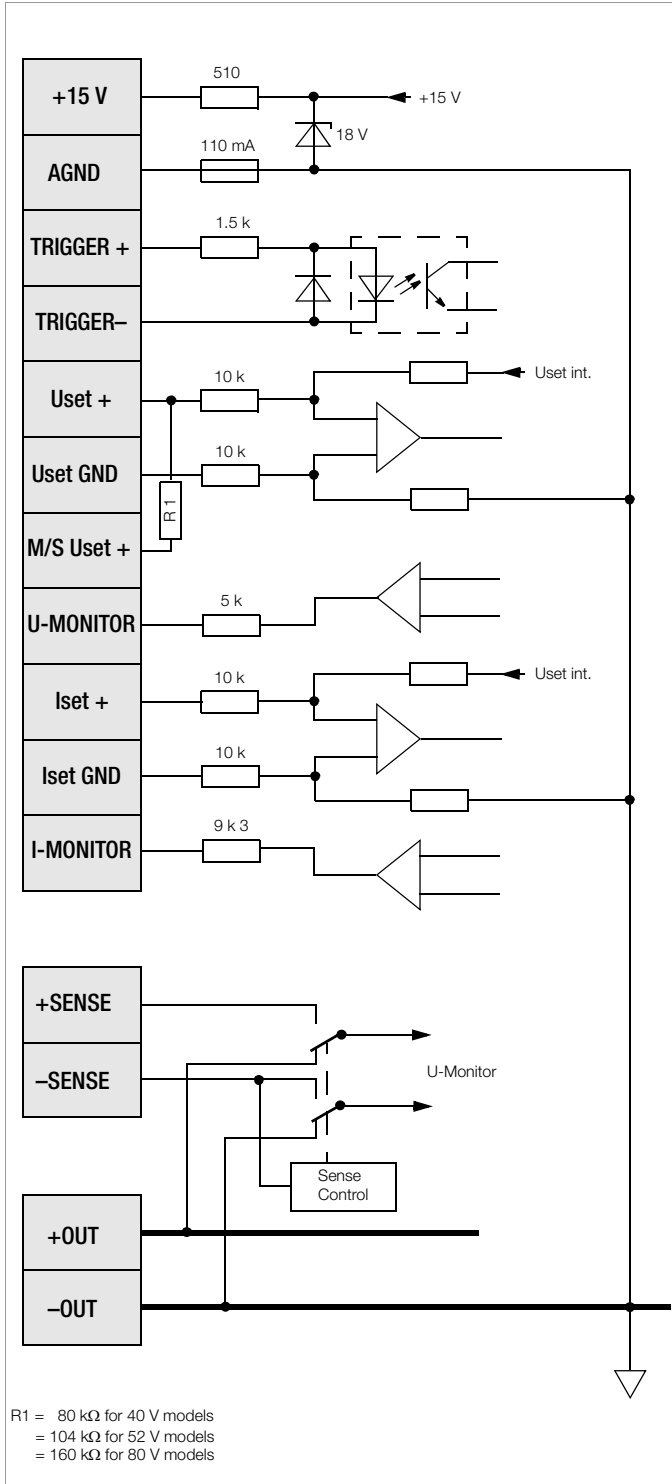 510
+15 V
+15 V
18 V
110 mA
AGND
1.5 k
TRIGGER +
TRIGGER–
10 k
Uset int.
Uset +
10 k
Uset GND
R 1
M/S Uset +
5 k
U-MONITOR
10 k
Uset int.
Iset +
10 k
Iset GND
9 k 3
I-MONITOR
+SENSE
–SENSE
U-Monitor
Sense
Control
+OUT
–OUT
R1 = 80 kΩ for 40 V models
= 104 kΩ for 52 V models
= 160 kΩ for 80 V models